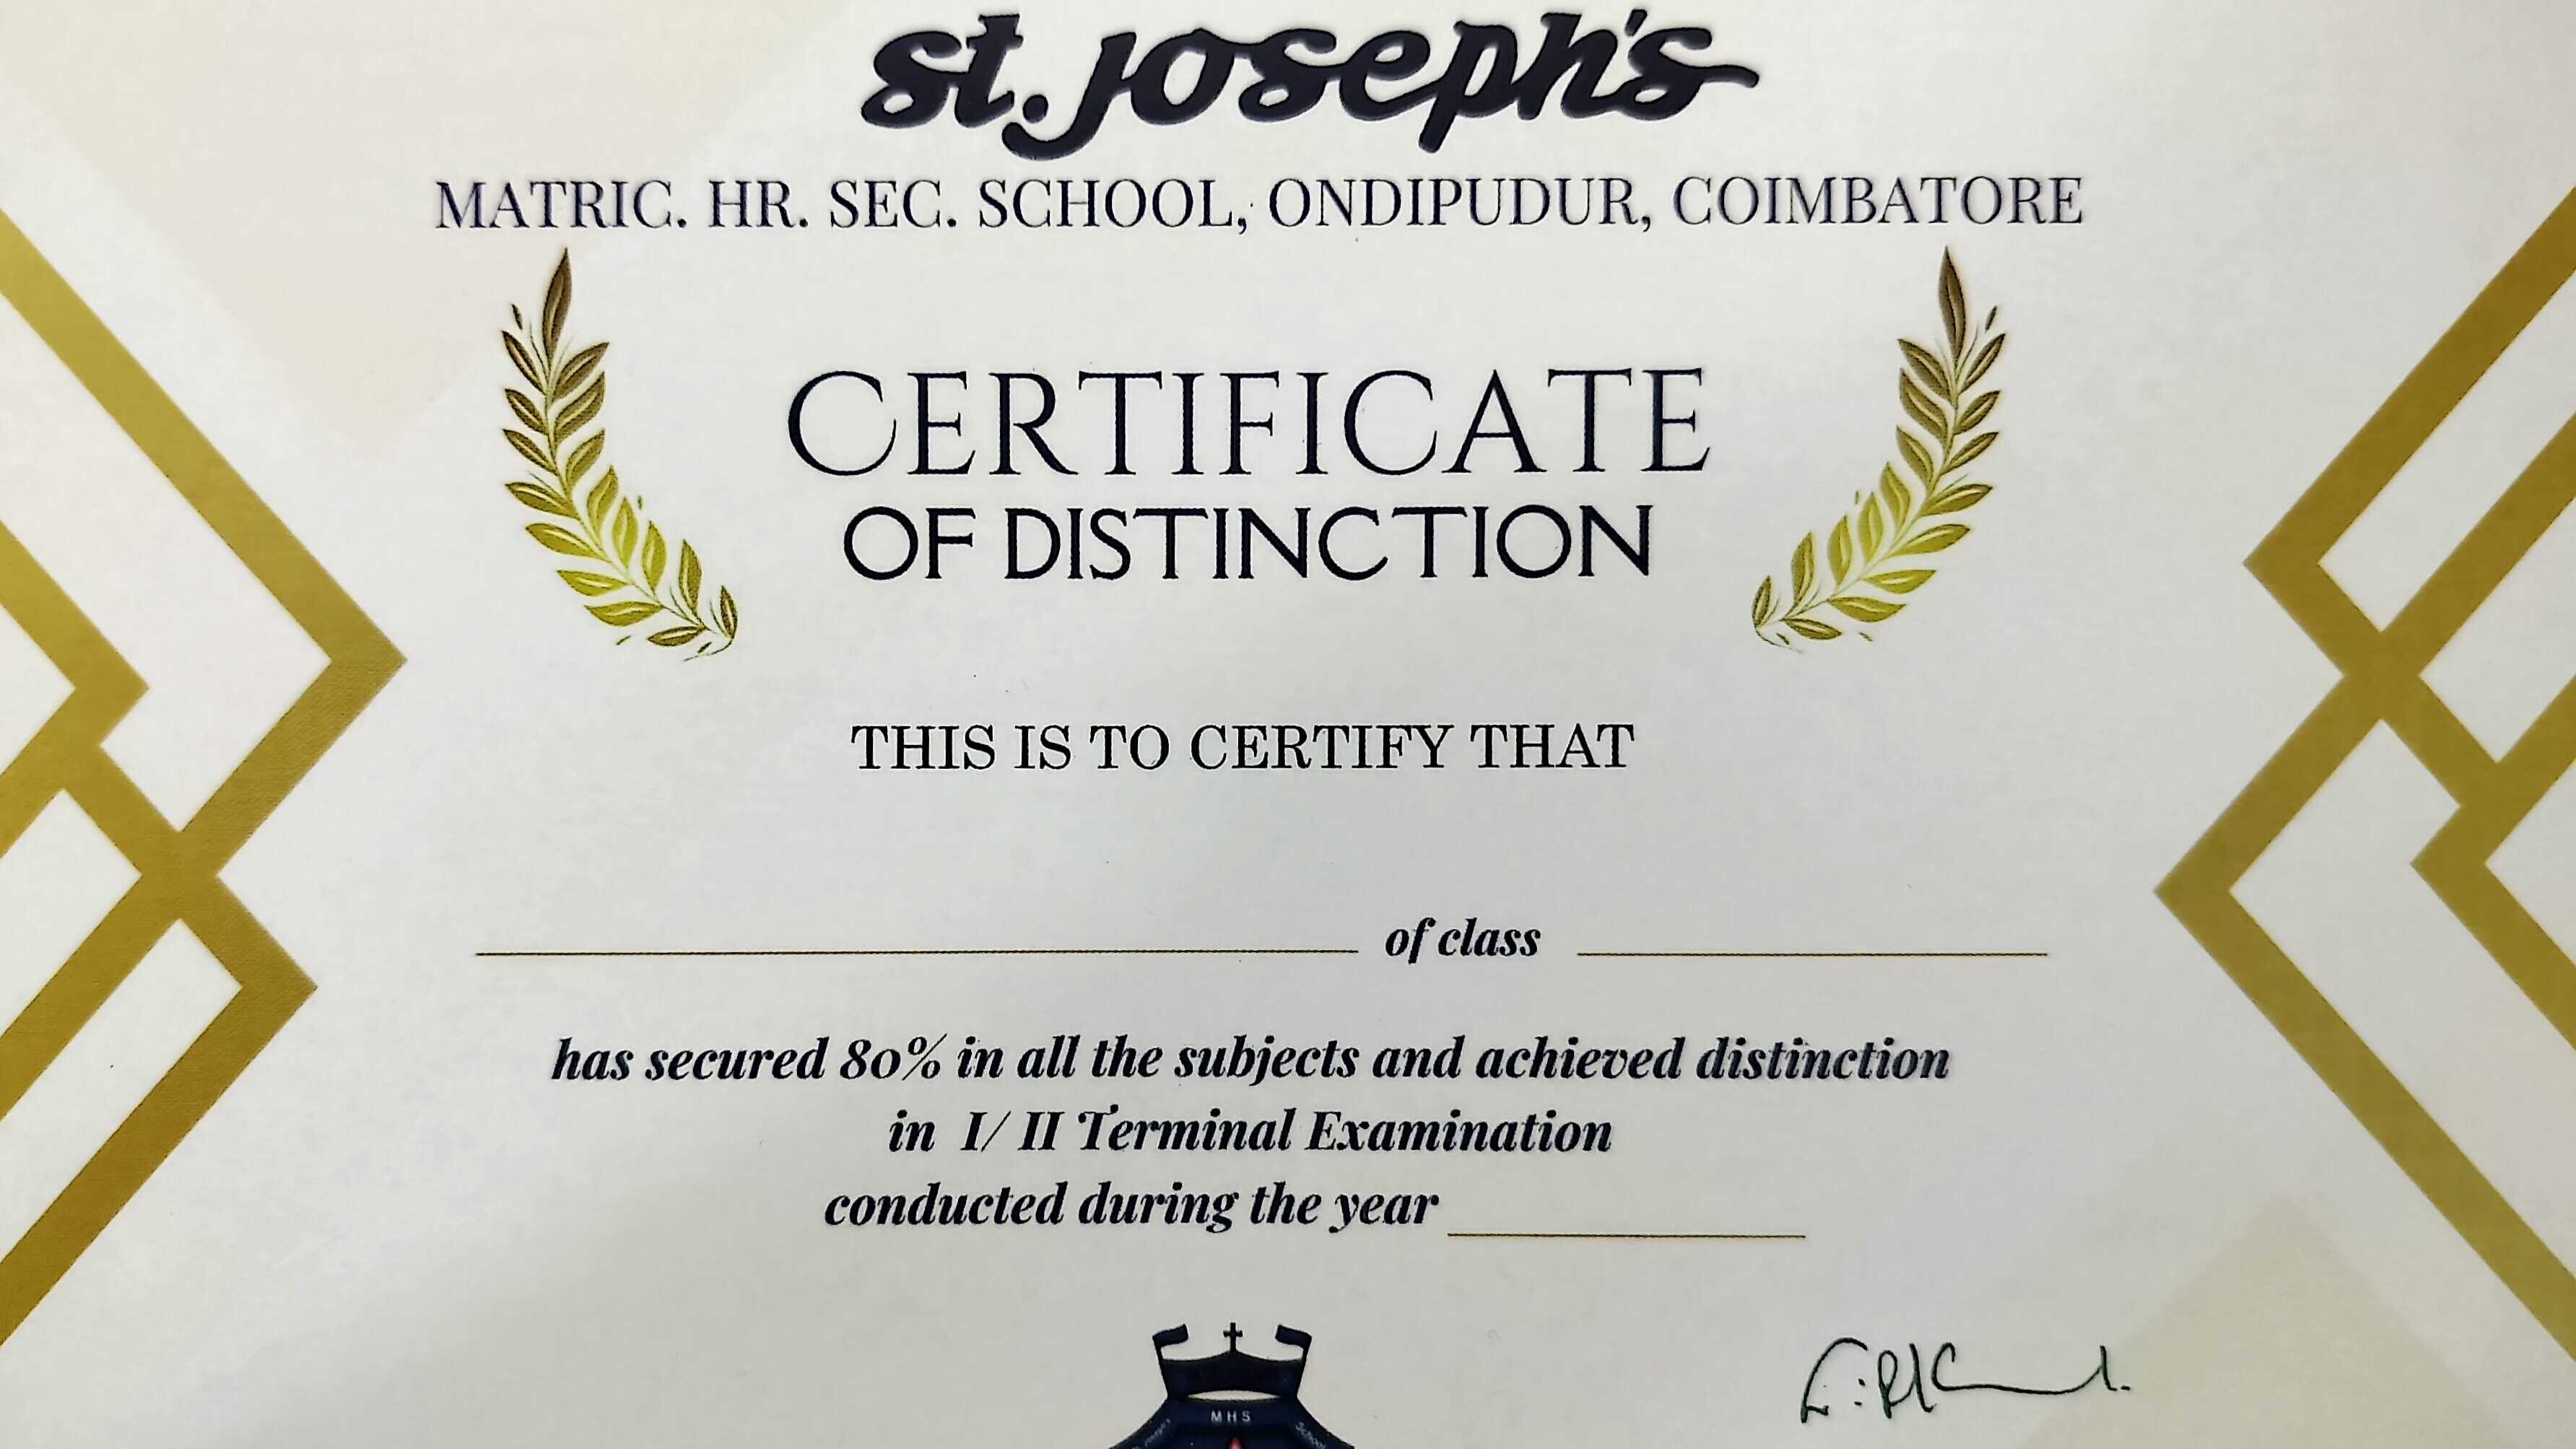 st. joseph's
MATRIC. HR. SEC. SCHOOL, ONDIPUDUR, COIMBATORE
CERTIFICATE
OF DISTINCTION
THIS IS TO CERTIFY THAT
of class
has secured 80% in all the subjects and achieved distinction
in I/ II Terminal Examination
conducted during the year
MHS
School